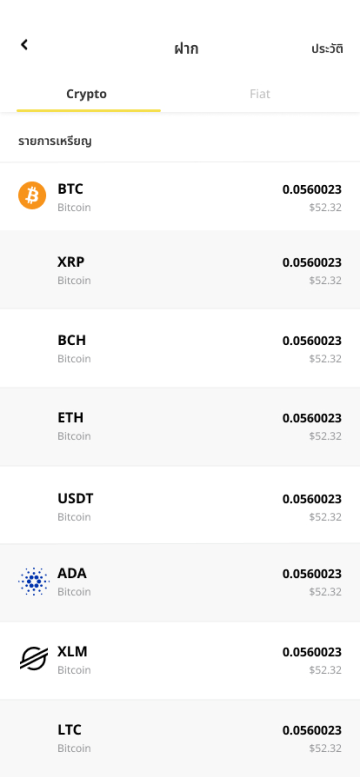 ฝาก
ประวัติ
Crypto
Fiat
รายการเหรียญ
BTC
0.0560023
Bitcoin
$52.32
XRP
0.0560023
Bitcoin
$52.32
BCH
0.0560023
Bitcoin
$52.32
ETH
0.0560023
Bitcoin
$52.32
USDT
0.0560023
Bitcoin
$52.32
ADA
0.0560023
Bitcoin
$52.32
XLM
0.0560023
Bitcoin
$52.32
LTC
0.0560023
Bitcoin
$52.32